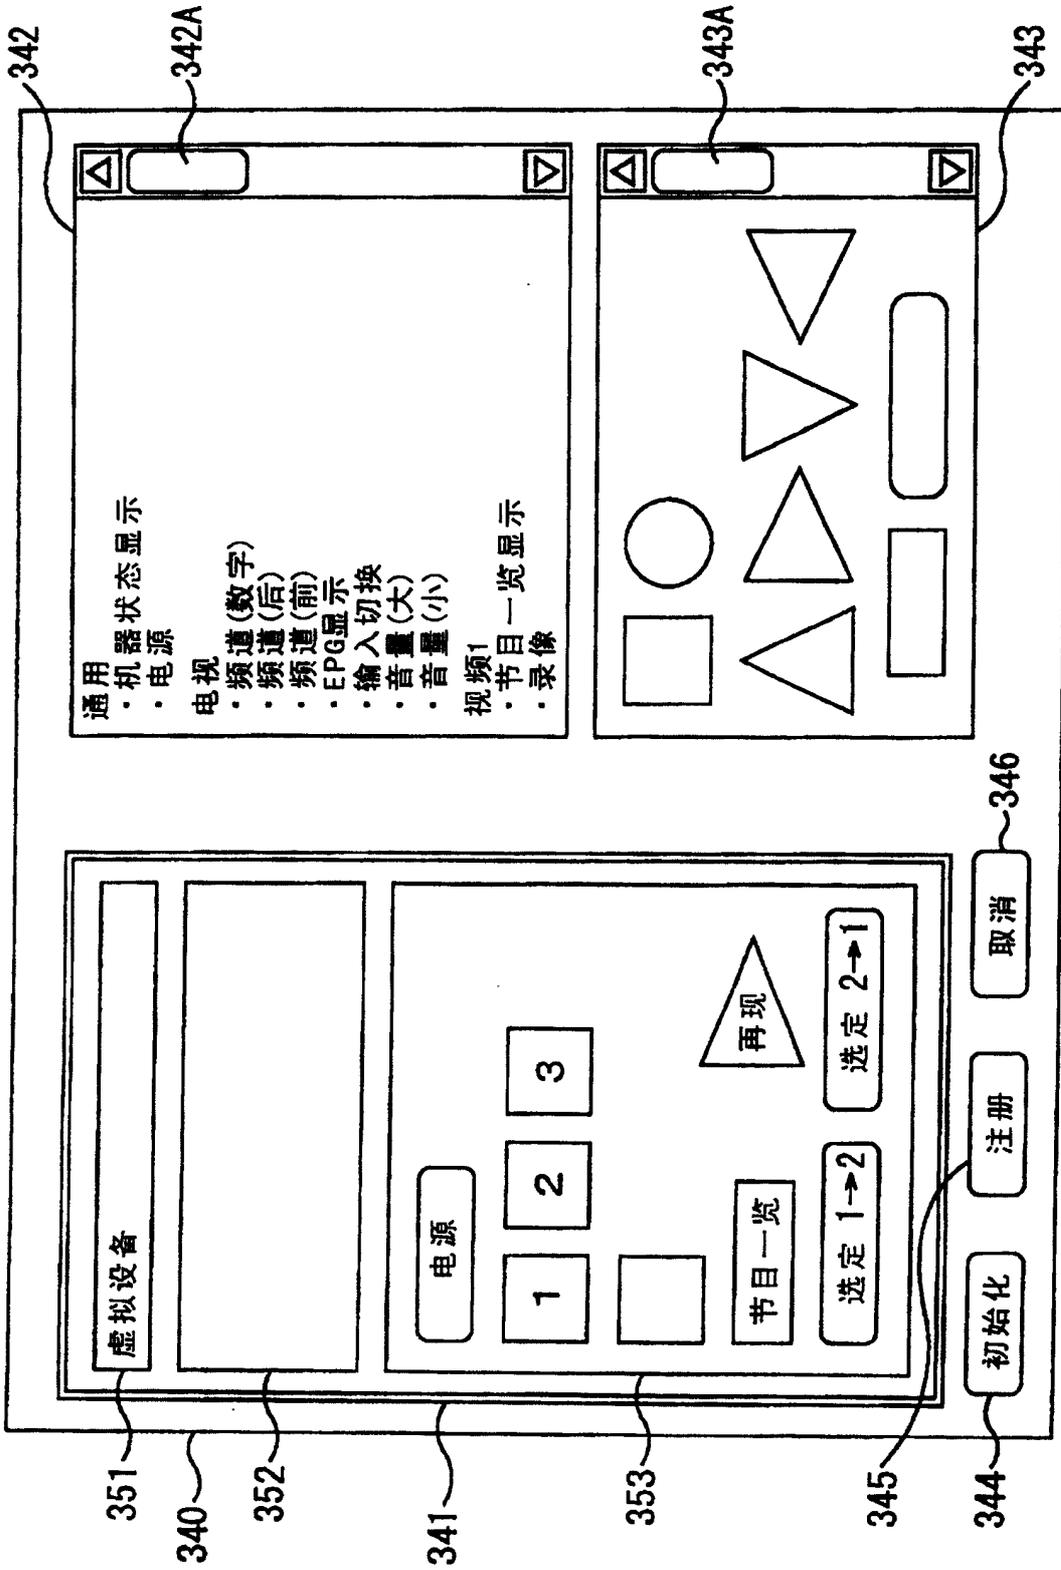 342
342A
通用
・机器状态显示
・电源
电视
・频道(数字)
・频道(后)
・频道(前)
・EPG显示
・输入切换
・音量(大)
・音量(小)
视频1
・节目一览显示
・录像
343A
343
351
虚拟设备
340
352
341
353
电源
1
2
3
节目一览
再现
选定 1→2
选定 2→1
345
344
初始化
注册
取消
346